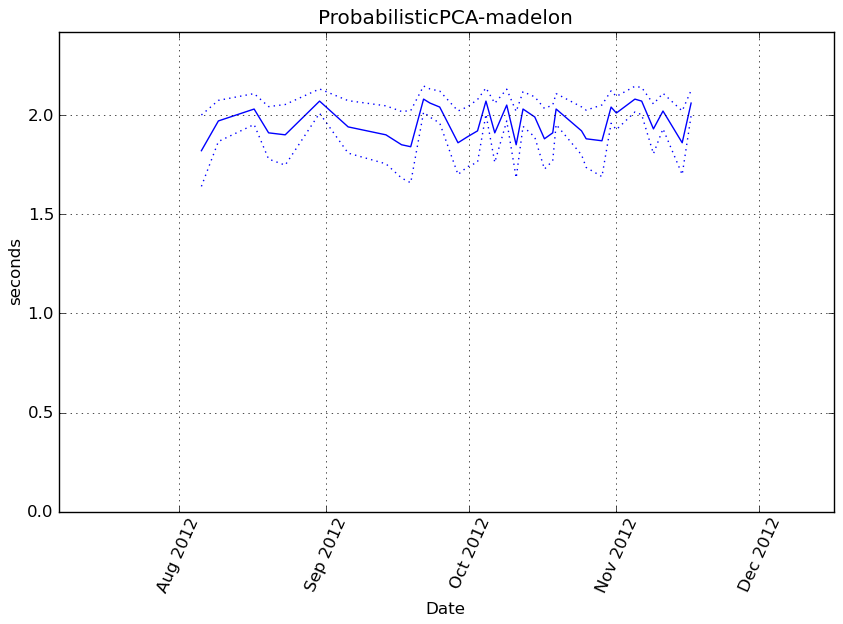 ProbabilisticPCA-madelon
seconds
2.0
1.5
1.0
0.5
0.0
Aug 2012
Sep 2012
Oct 2012
Nov 2012
Dec 2012
Date